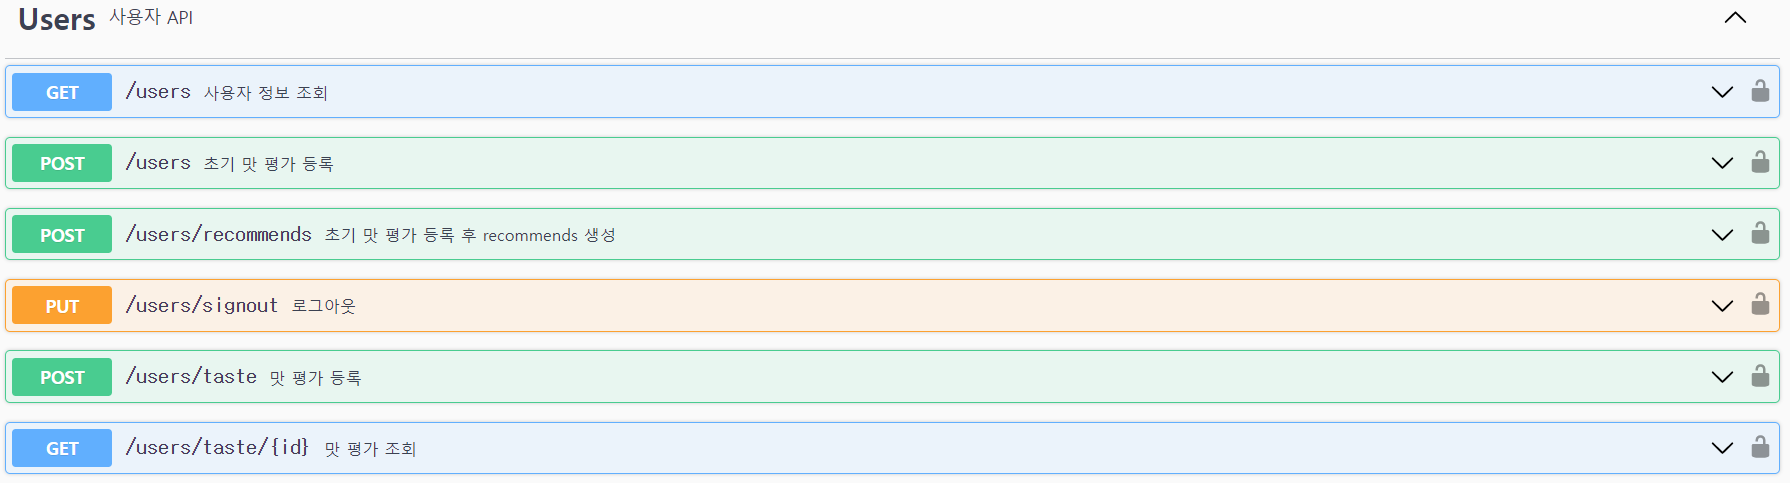 Users 사용자 API
GET /users 사용자 정보 조회
POST /users 초기 맛 평가 등록
POST /users/recommends 초기 맛 평가 등록 후 recommends 생성
PUT /users/signout 로그아웃
POST /users/taste 맛 평가 등록
GET /users/taste/{id} 맛 평가 조회